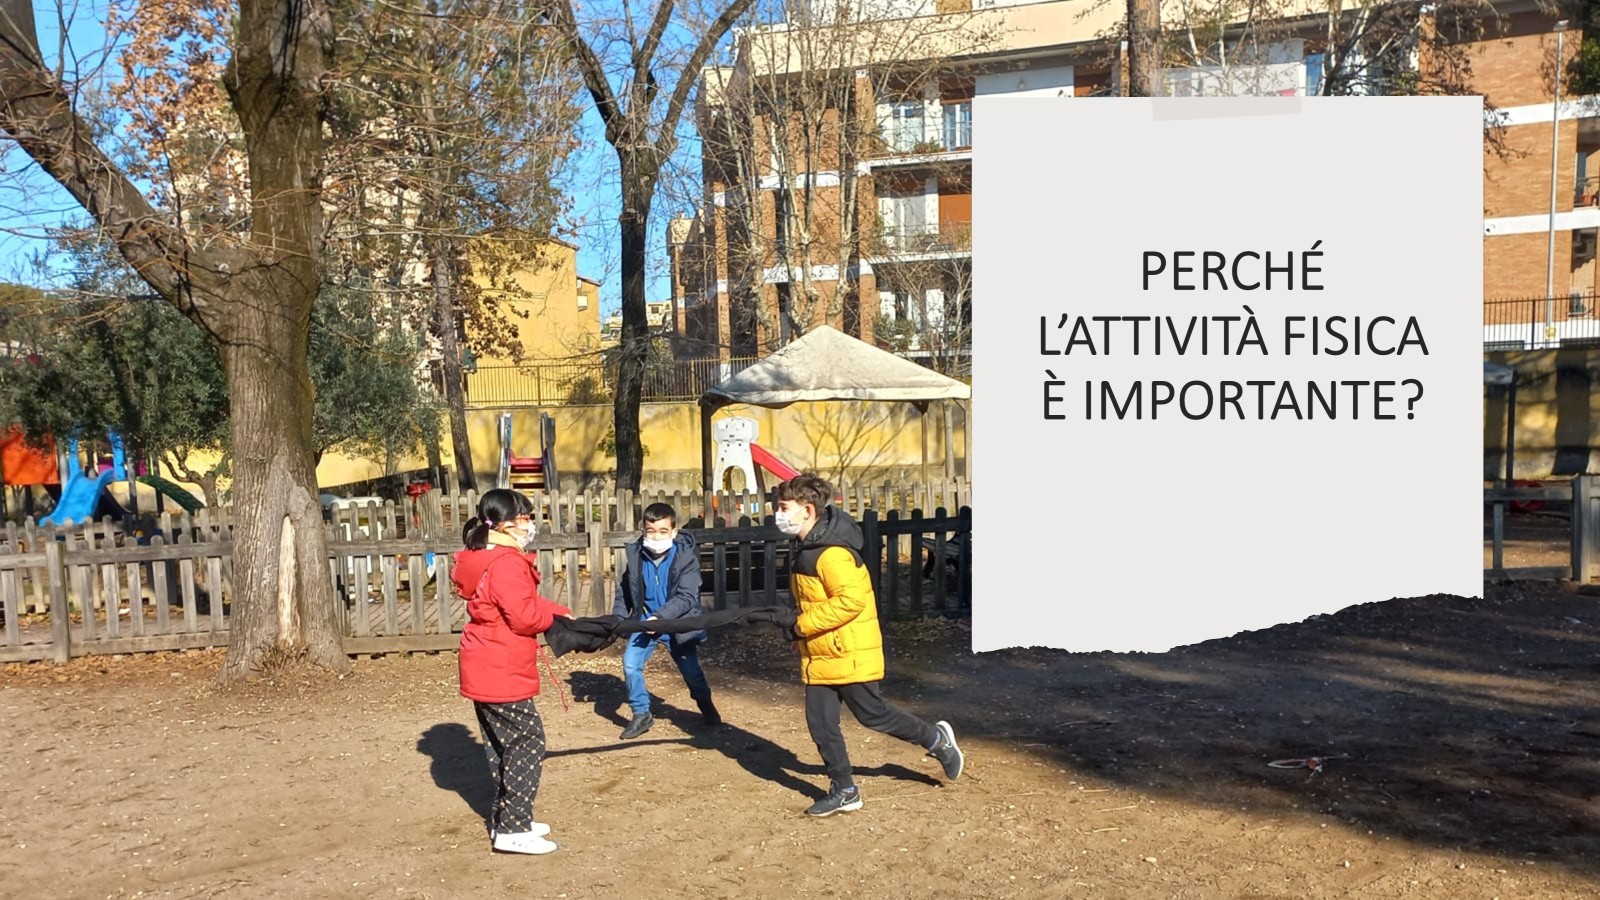 PERCHÉ
L’ATTIVITÀ FISICA
È IMPORTANTE?